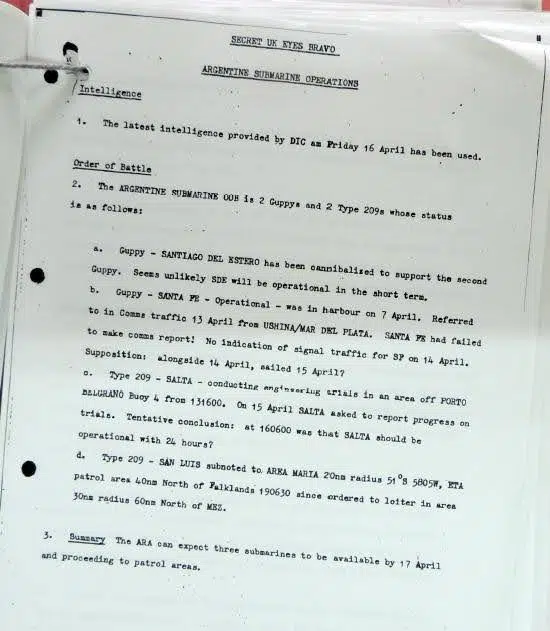 SECRET UK EYES BRAVO
ARGENTINE SUBMARINE OPERATIONS
Intelligence
1. The latest intelligence provided by DIC am Friday 16 April has been used.
Order of Battle
2. The ARGENTINE SUBMARINE OOB is 2 Guppys and 2 Type 209s whose status
is as follows:
a. Guppy - SANTIAGO DEL ESTERO has been cannibalized to support the second
Guppy. Seems unlikely SDE will be operational in the short term.
b. Guppy - SANTA FE - Operational - was in harbour on 7 April. Referred
to in Comms traffic 13 April from USHINA/MAR DEL PLATA. SANTA FE had failed
to make comms report! No indication of signal traffic for SF on 14 April.
Supposition: alongside 14 April, sailed 15 April?
c. Type 209 - SALTA - conducting engineering trials in an area off PORTO
BELGRANO Buoy 4 from 131600. On 15 April SALTA asked to report progress on
trials. Tentative conclusion: at 160600 was that SALTA should be
operational with 24 hours?
d. Type 209 - SAN LUIS subnoted to AREA MARIA 20nm radius 51°S 5805W, ETA
patrol area 40nm North of Falklands 190630 since ordered to loiter in area
30nm radius 60nm North of MEZ.
3. Summary The ARA can expect three submarines to be available by 17 April
and proceeding to patrol areas.